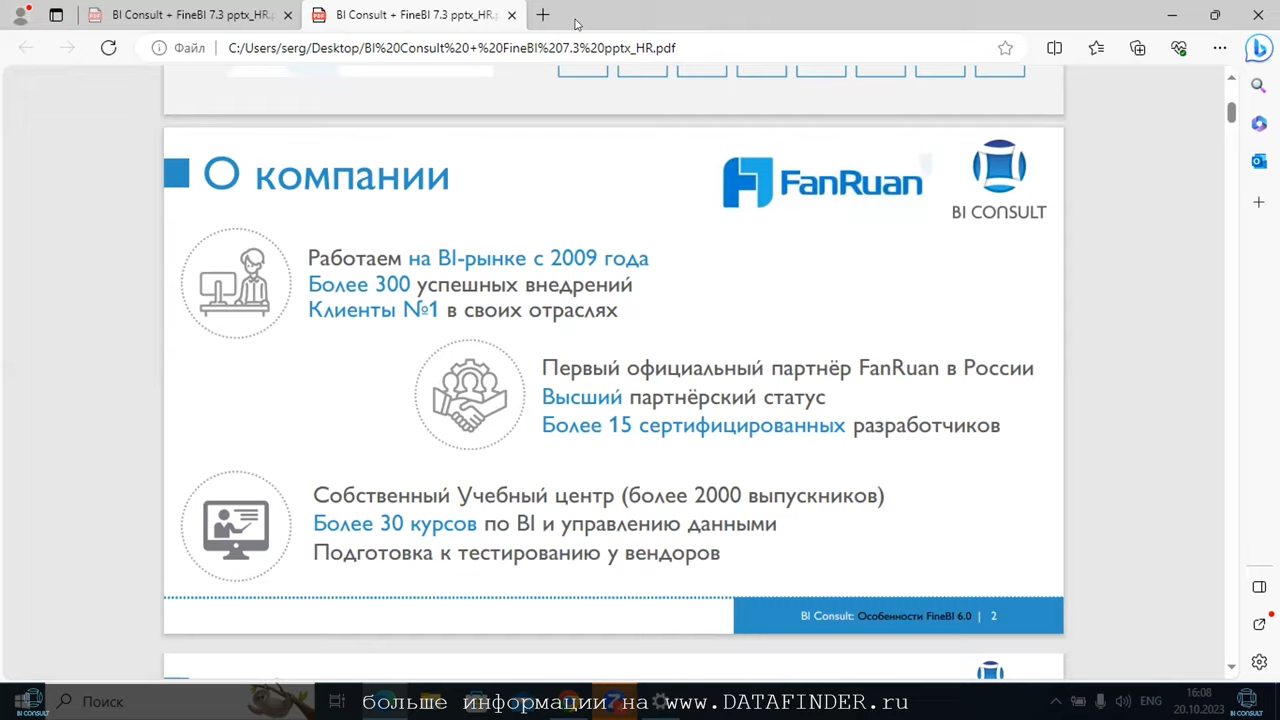 BI Consult + FineBI 7.3 pptx_HR.p
BI Consult + FineBI 7.3 pptx_HR.p
Файл
C:/Users/serg/Desktop/BI%20Consult%20+%20FineBI%207.3%20pptx_HR.pdf
О компании
FanRuan
BI CONSULT
Работаем на BI-рынке с 2009 года
Более 300 успешных внедрений
Клиенты №1 в своих отраслях
Первый официальный партнёр FanRuan в России
Высший партнёрский статус
Более 15 сертифицированных разработчиков
Собственный Учебный центр (более 2000 выпускников)
Более 30 курсов по BI и управлению данными
Подготовка к тестированию у вендоров
BI Consult: Особенности FineBI 6.0 | 2
BI CONSULT
Поиск
больше информации на www.DATAFINDER.ru
ENG
16:08
20.10.2023
BI CONSULT